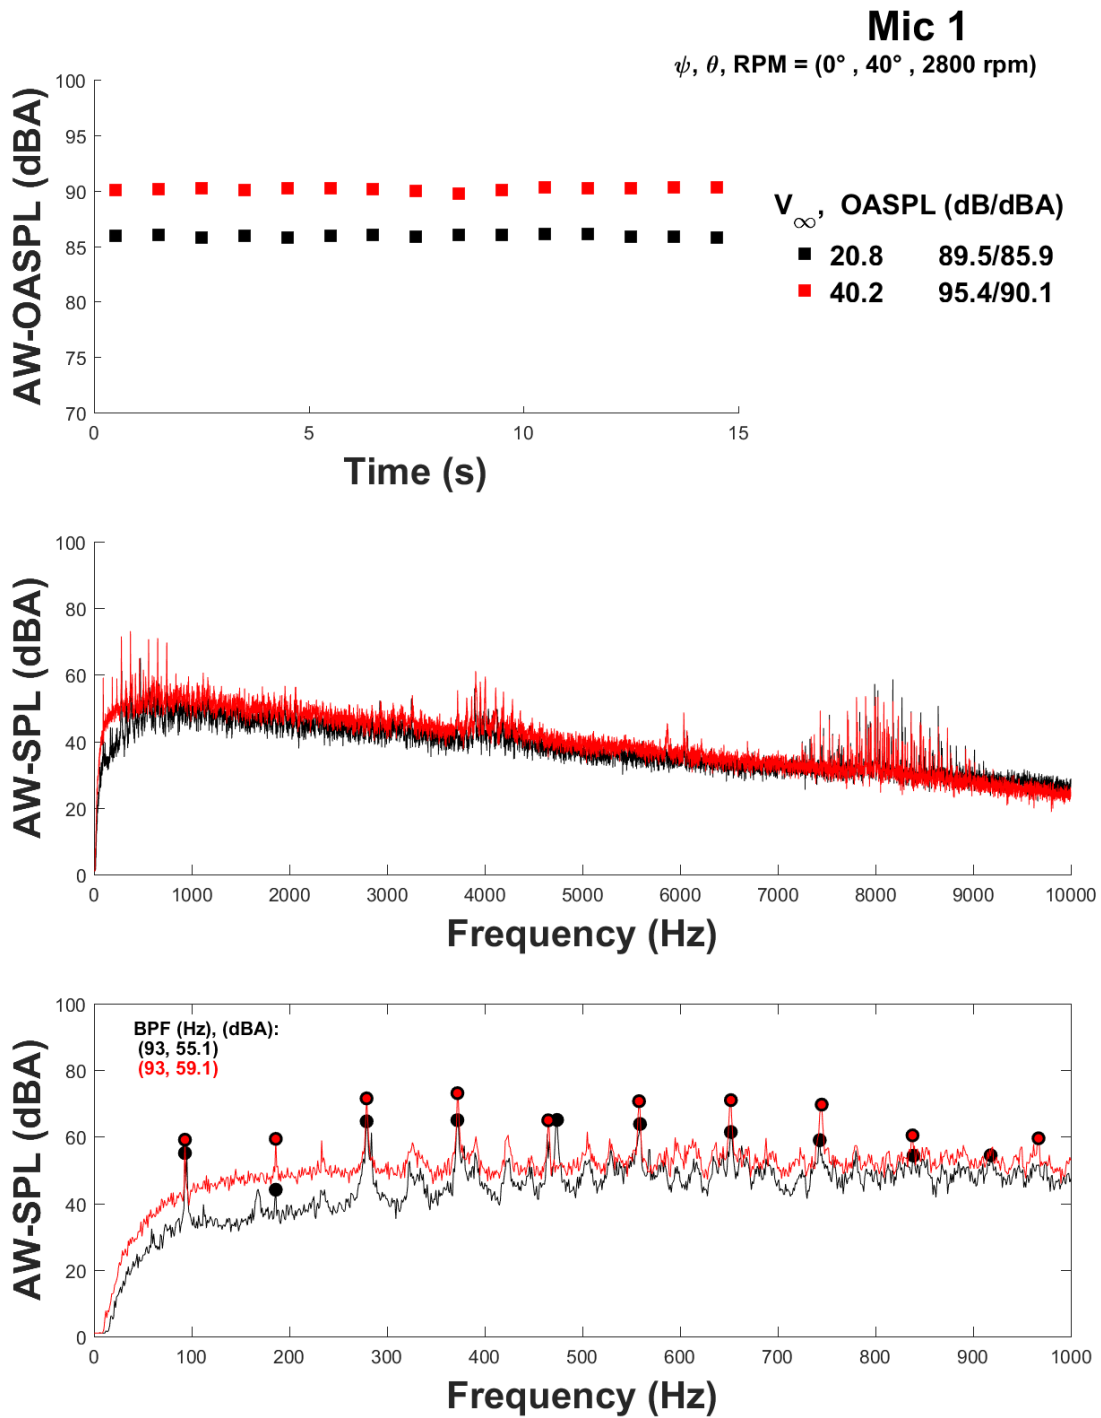 Mic 1
ψ, θ, RPM = (0° , 40° , 2800 rpm)
100
95
90
85
80
75
70
AW-OASPL (dBA)
0 5 10 15
Time (s)
V∞, OASPL (dB/dBA)
20.8 89.5/85.9
40.2 95.4/90.1
100
80
60
40
20
0
AW-SPL (dBA)
0 1000 2000 3000 4000 5000 6000 7000 8000 9000 10000
Frequency (Hz)
100
80
60
40
20
0
AW-SPL (dBA)
BPF (Hz), (dBA):
(93, 55.1)
(93, 59.1)
0 100 200 300 400 500 600 700 800 900 1000
Frequency (Hz)